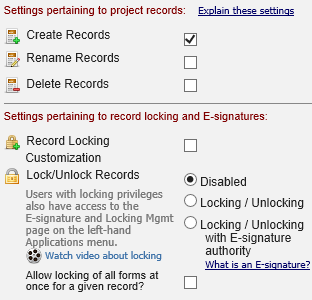 Settings pertaining to project records: Explain these settings
Create Records
Rename Records
Delete Records
Settings pertaining to record locking and E-signatures:
Record Locking
Customization
Lock/Unlock Records
Disabled
Users with locking privileges
also have access to the
E-signature and Locking Mgmt
page on the left-hand
Applications menu.
Locking / Unlocking
Locking / Unlocking
with E-signature
authority
Watch video about locking
What is an E-signature?
Allow locking of all forms at
once for a given record?